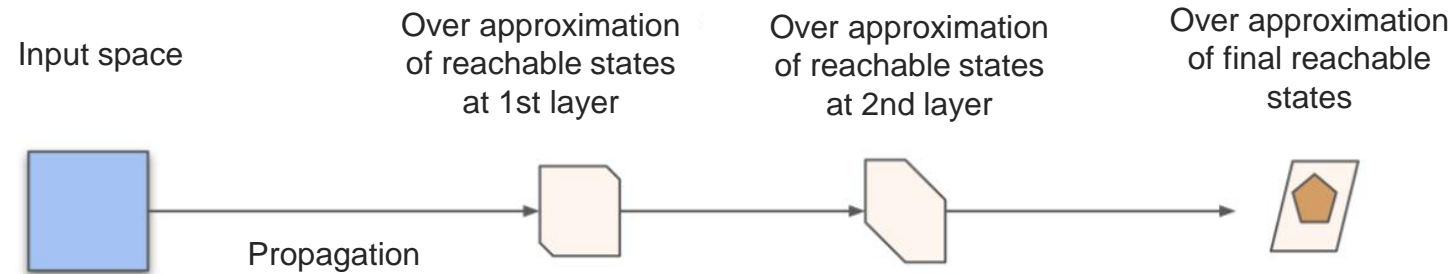 Input space
Over approximation
of reachable states
at 1st layer
Over approximation
of reachable states
at 2nd layer
Over approximation
of final reachable
states
Propagation